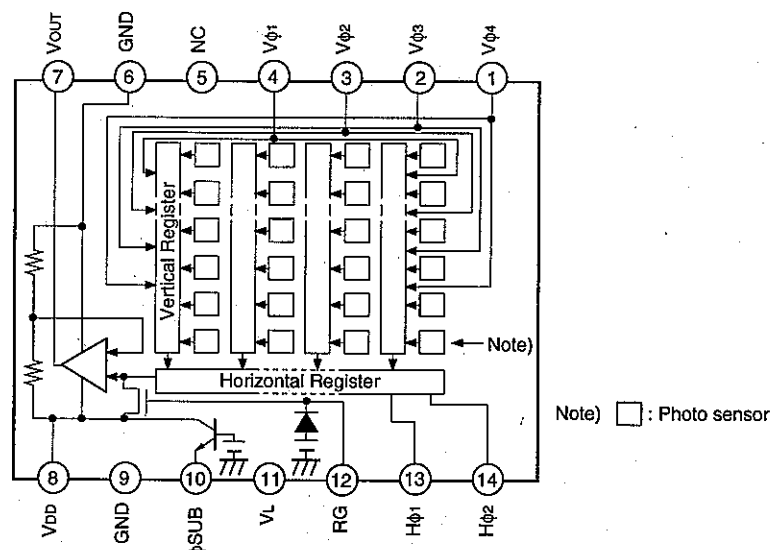 VOUT
GND
NC
Vϕ1
Vϕ2
Vϕ3
Vϕ4
7
6
5
4
3
2
1
Vertical Register
Note)
Horizontal Register
Note) : Photo sensor
8
9
10
11
12
13
14
VDD
GND
ϕSUB
VL
RG
Hϕ1
Hϕ2